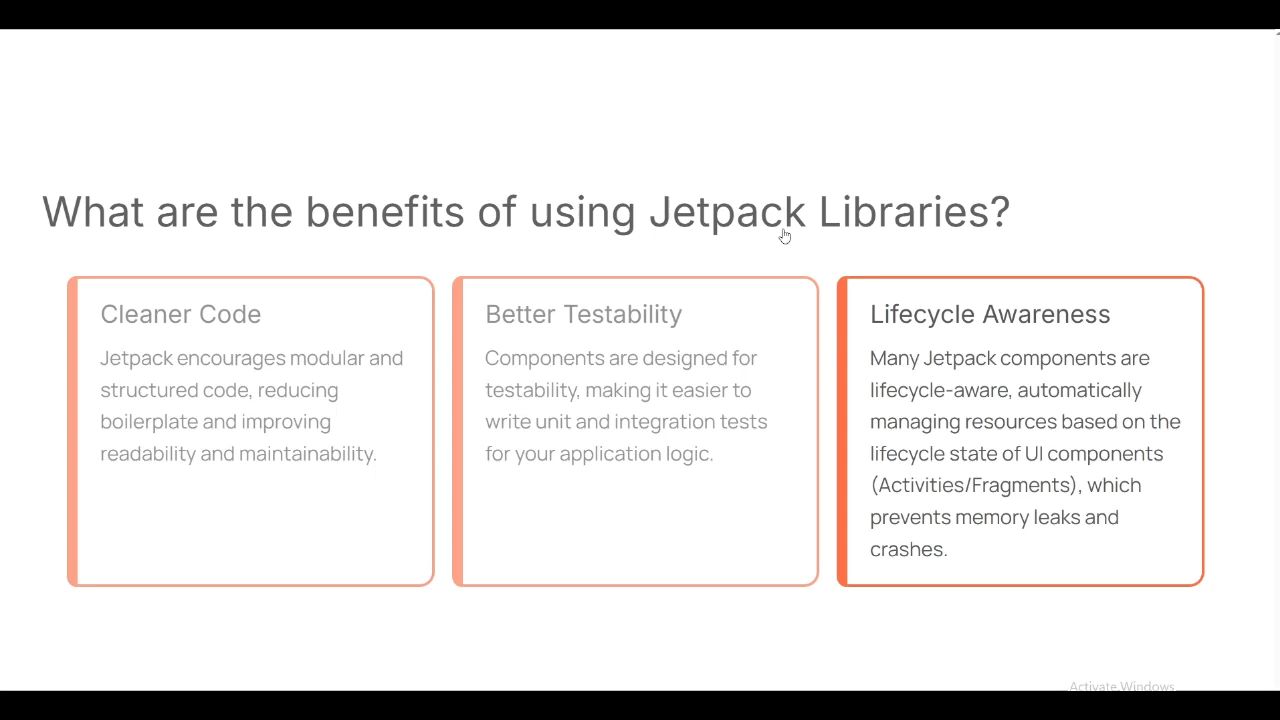 What are the benefits of using Jetpack Libraries?
Cleaner Code
Jetpack encourages modular and
structured code, reducing
boilerplate and improving
readability and maintainability.
Better Testability
Components are designed for
testability, making it easier to
write unit and integration tests
for your application logic.
Lifecycle Awareness
Many Jetpack components are
lifecycle-aware, automatically
managing resources based on the
lifecycle state of UI components
(Activities/Fragments), which
prevents memory leaks and
crashes.
Activate Windows